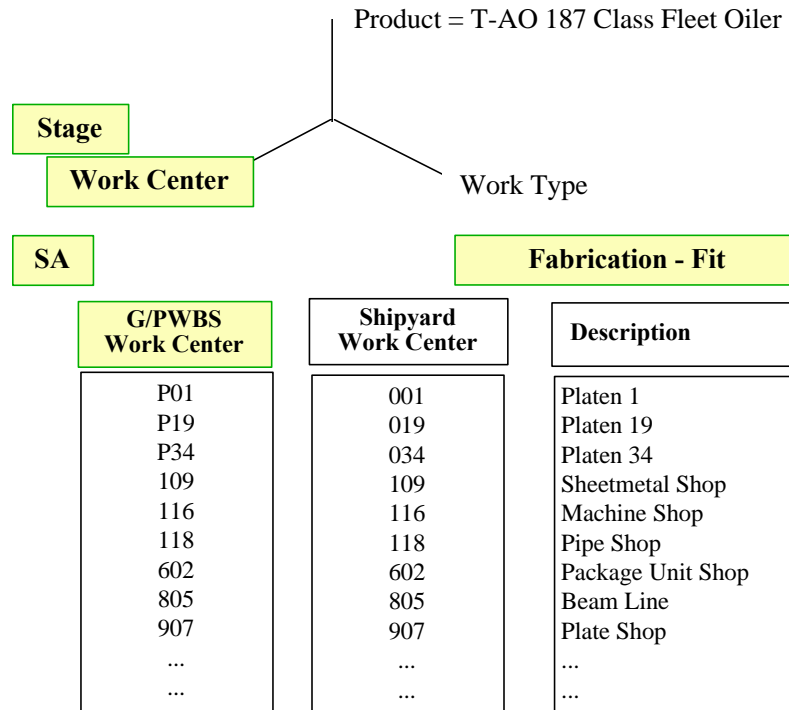 Product = T-AO 187 Class Fleet Oiler
Stage
Work Center
Work Type
SA
Fabrication - Fit
G/PWBS
Work Center
Shipyard
Work Center
Description
P01 001 Platen 1
P19 019 Platen 19
P34 034 Platen 34
109 109 Sheetmetal Shop
116 116 Machine Shop
118 118 Pipe Shop
602 602 Package Unit Shop
805 805 Beam Line
907 907 Plate Shop
... ... ...
... ... ...